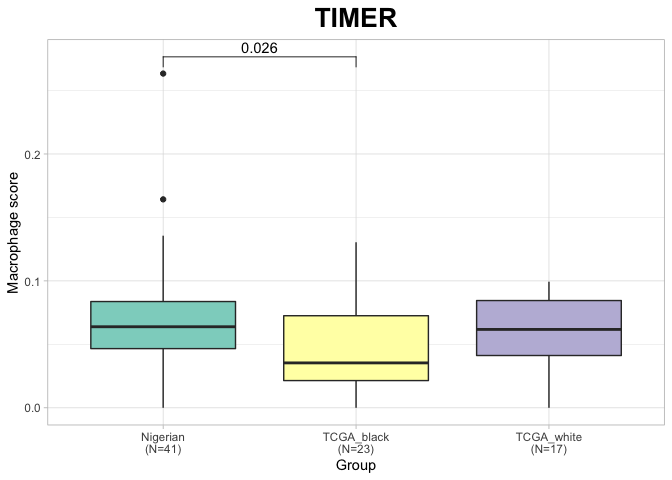 TIMER
0.026
Macrophage score
0.2
0.1
0.0
Nigerian
(N=41)
TCGA_black
(N=23)
TCGA_white
(N=17)
Group